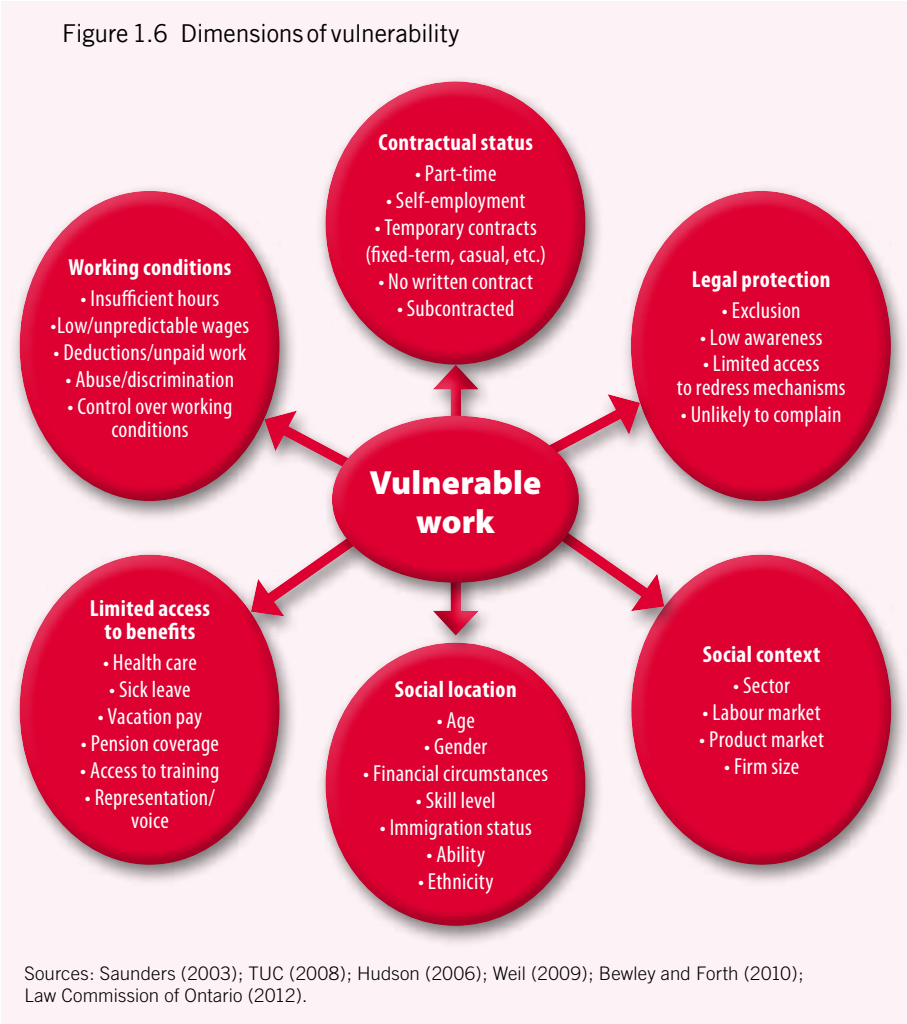 Figure 1.6 Dimensions of vulnerability
Contractual status
• Part-time
• Self-employment
• Temporary contracts
(fixed-term, casual, etc.)
• No written contract
• Subcontracted
Working conditions
• Insufficient hours
•Low/unpredictable wages
• Deductions/unpaid work
• Abuse/discrimination
• Control over working
conditions
Legal protection
• Exclusion
• Low awareness
• Limited access
to redress mechanisms
• Unlikely to complain
Vulnerable
work
Limited access
to benefits
• Health care
• Sick leave
• Vacation pay
• Pension coverage
• Access to training
• Representation/
voice
Social location
• Age
• Gender
• Financial circumstances
• Skill level
• Immigration status
• Ability
• Ethnicity
Social context
• Sector
• Labour market
• Product market
• Firm size
Sources: Saunders (2003); TUC (2008); Hudson (2006); Weil (2009); Bewley and Forth (2010);
Law Commission of Ontario (2012).